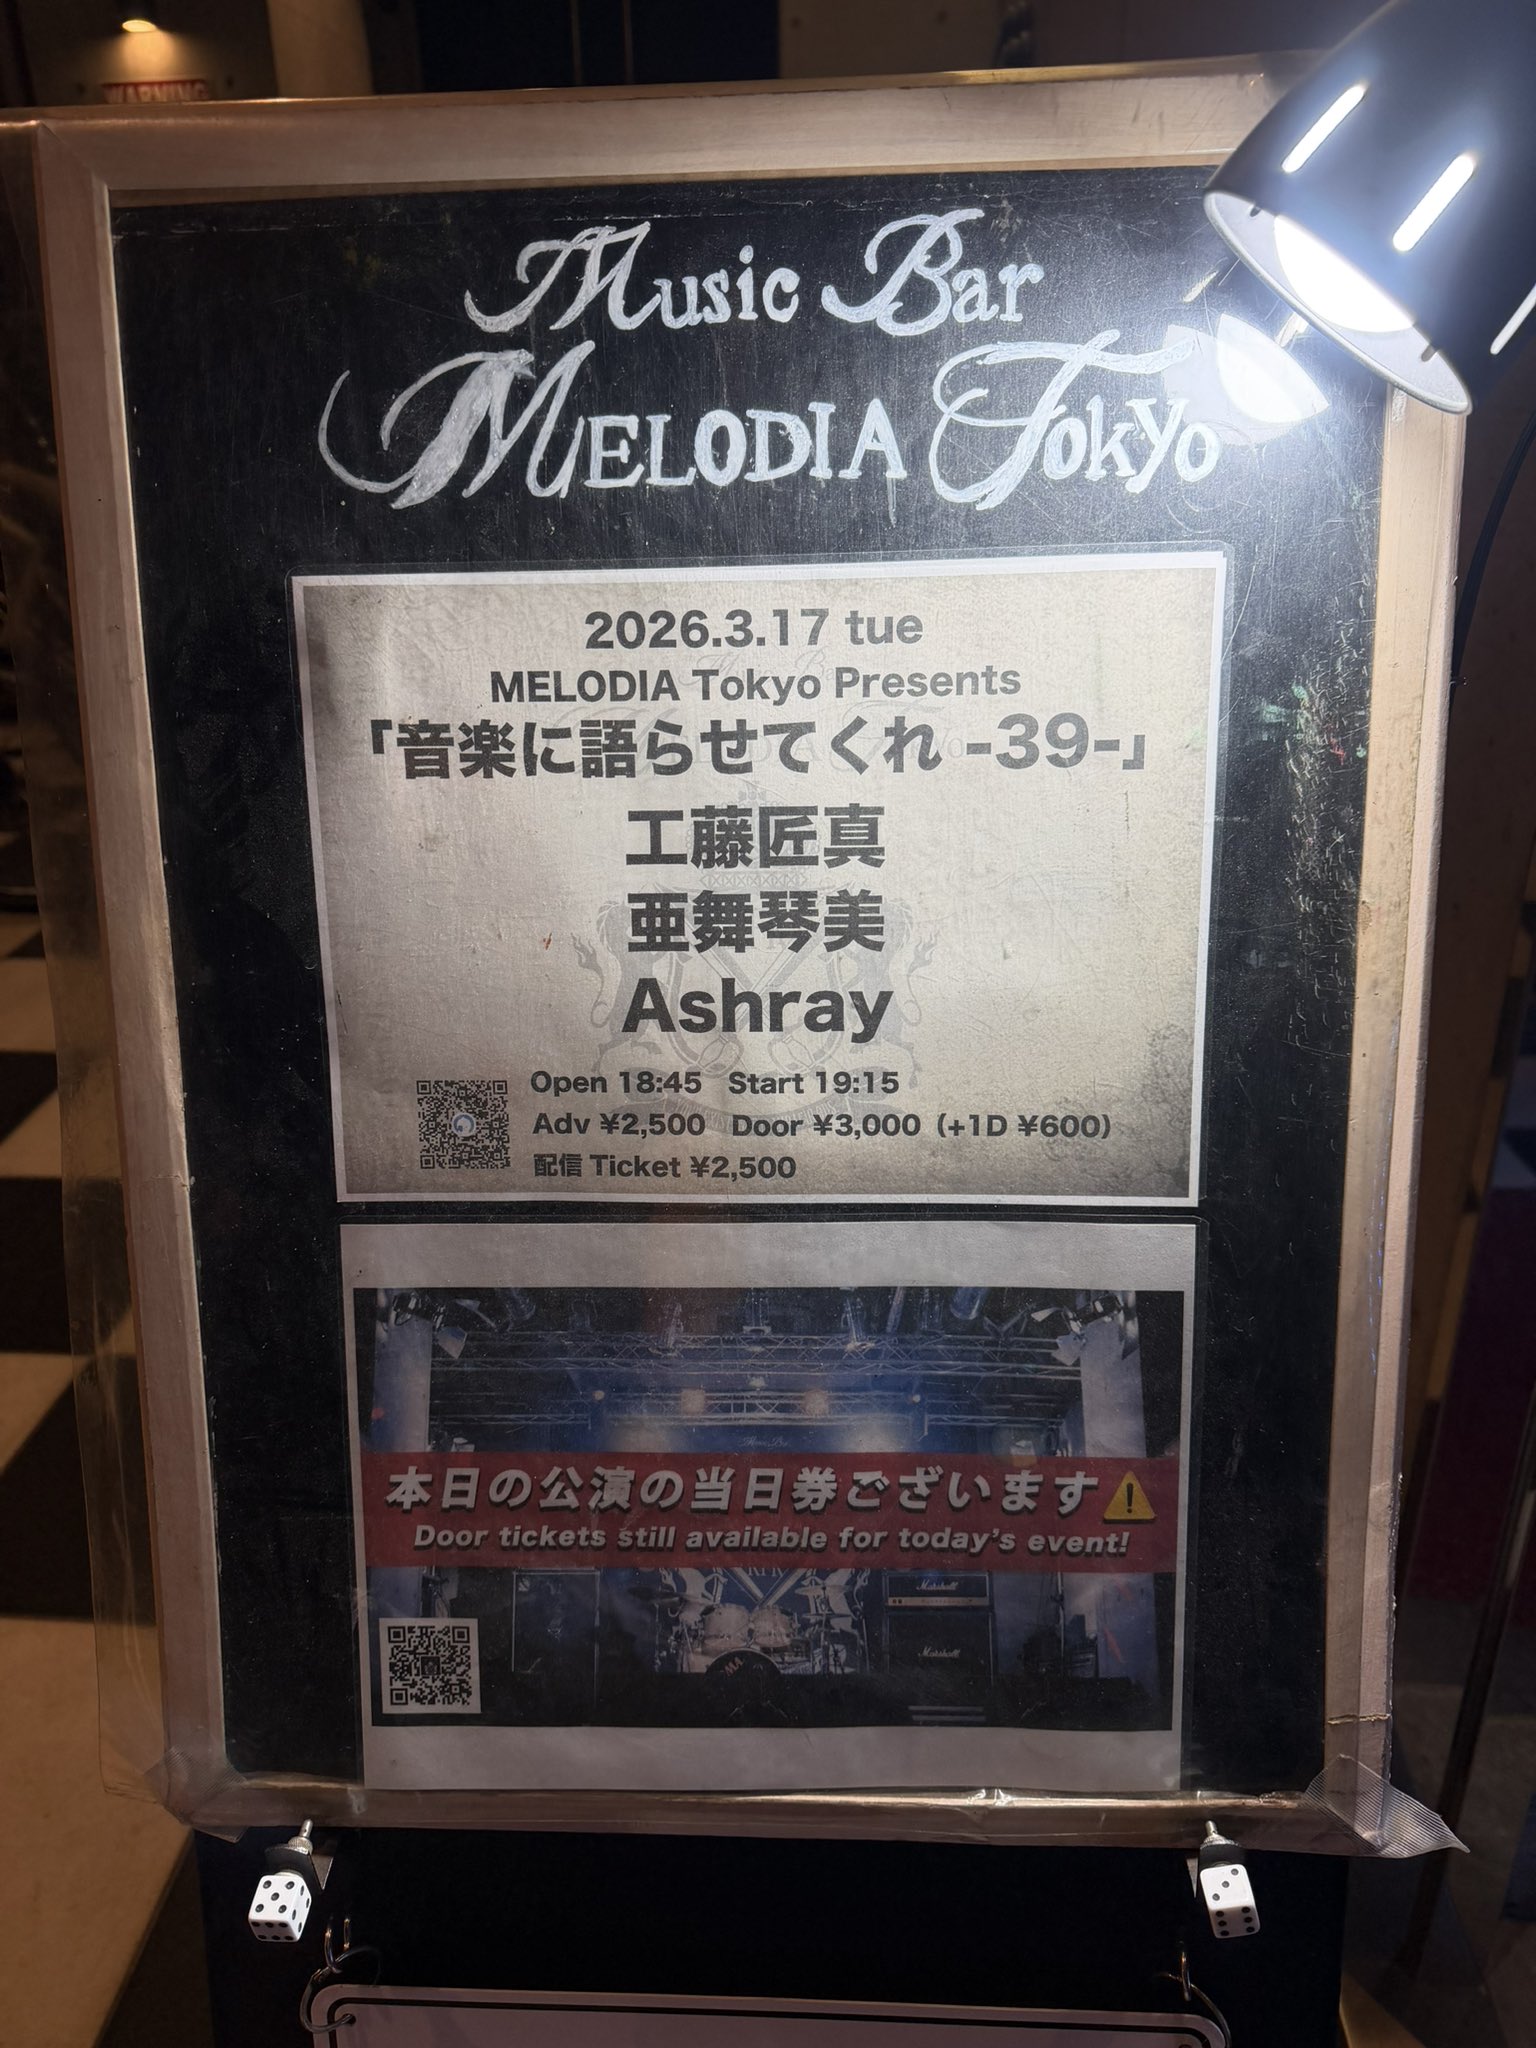 WARNING
Music Bar
MELODIA Tokyo
2026.3.17 tue
MELODIA Tokyo Presents
「音楽に語らせてくれ -39-」
工藤匠真
亜舞琴美
Ashray
Open 18:45 Start 19:15
Adv ¥2,500 Door ¥3,000 (+1D ¥600)
配信 Ticket ¥2,500
本日の公演の当日券ございます
Door tickets still available for today's event!
Marshall
Marshall